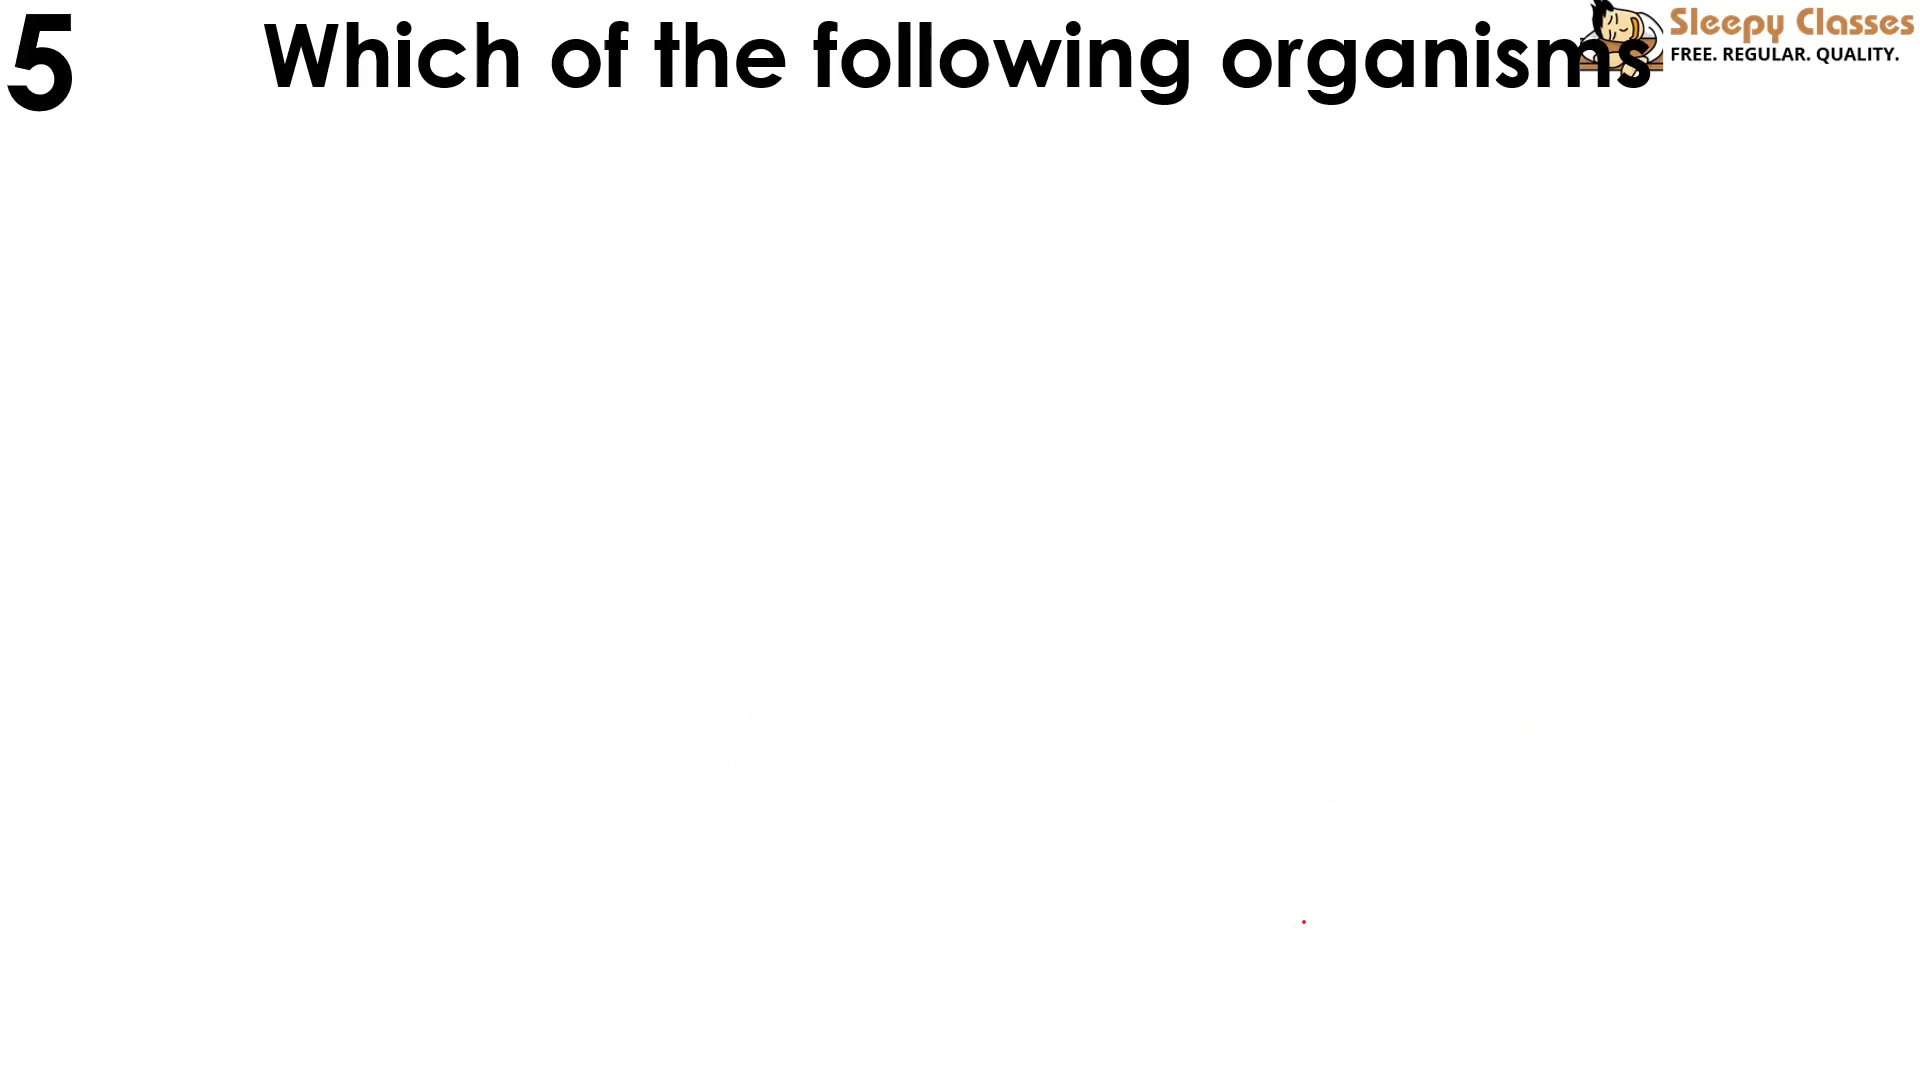 5
Which of the following organisms
Sleepy Classes
FREE. REGULAR. QUALITY.